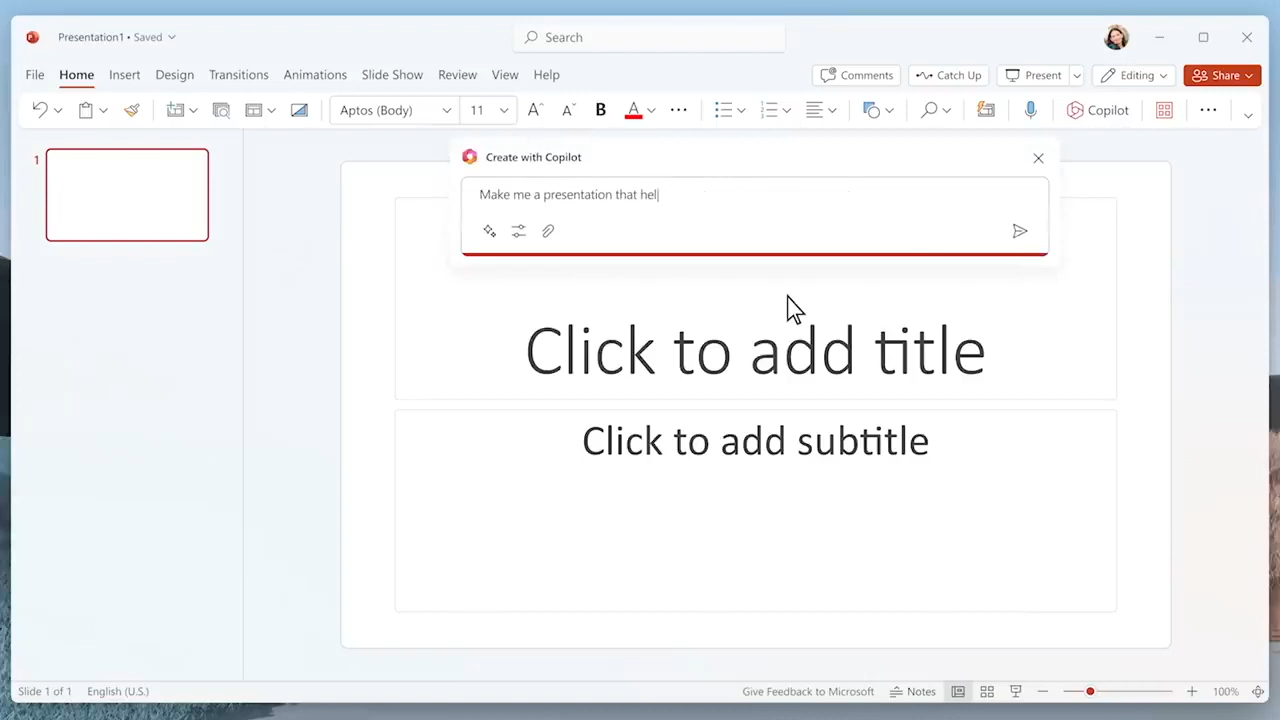 Presentation1 • Saved
Search
File Home Insert Design Transitions Animations Slide Show Review View Help
Comments Catch Up Present Editing Share
Aptos (Body) 11 A A B A Copilot
1
Create with Copilot
Make me a presentation that hel
Click to add title
Click to add subtitle
Slide 1 of 1 English (U.S.) Give Feedback to Microsoft Notes 100%